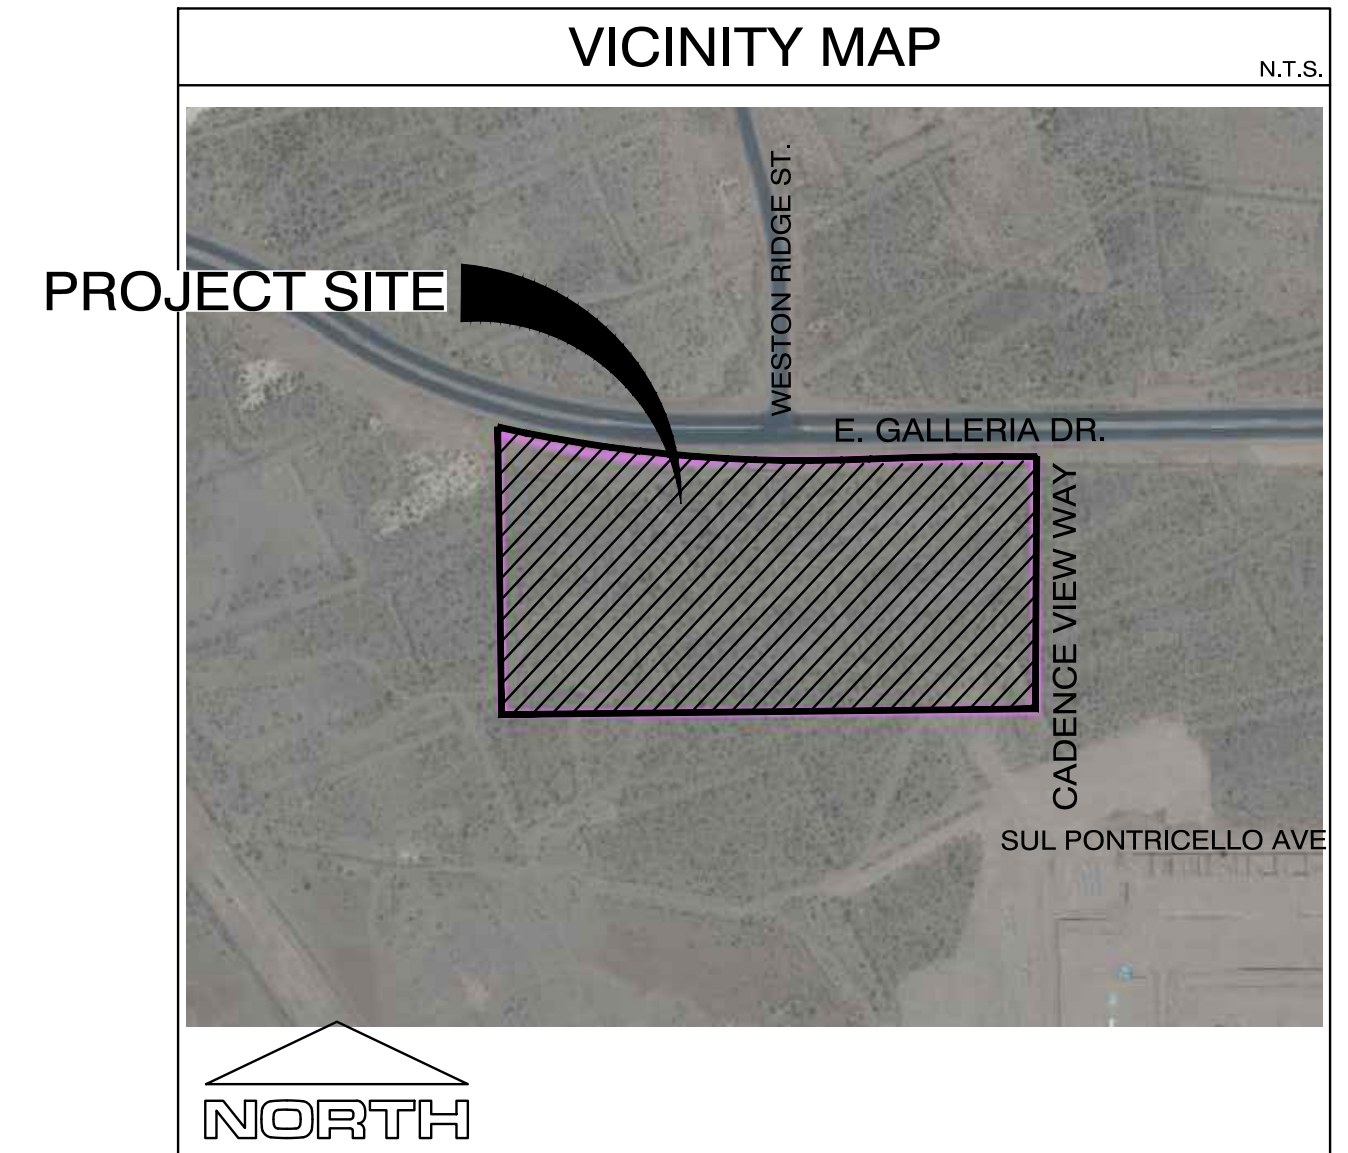 VICINITY MAP
N.T.S.
WESTON RIDGE ST.
PROJECT SITE
E. GALLERIA DR.
CADENCE VIEW WAY
SUL PONTRICELLO AVE
NORTH